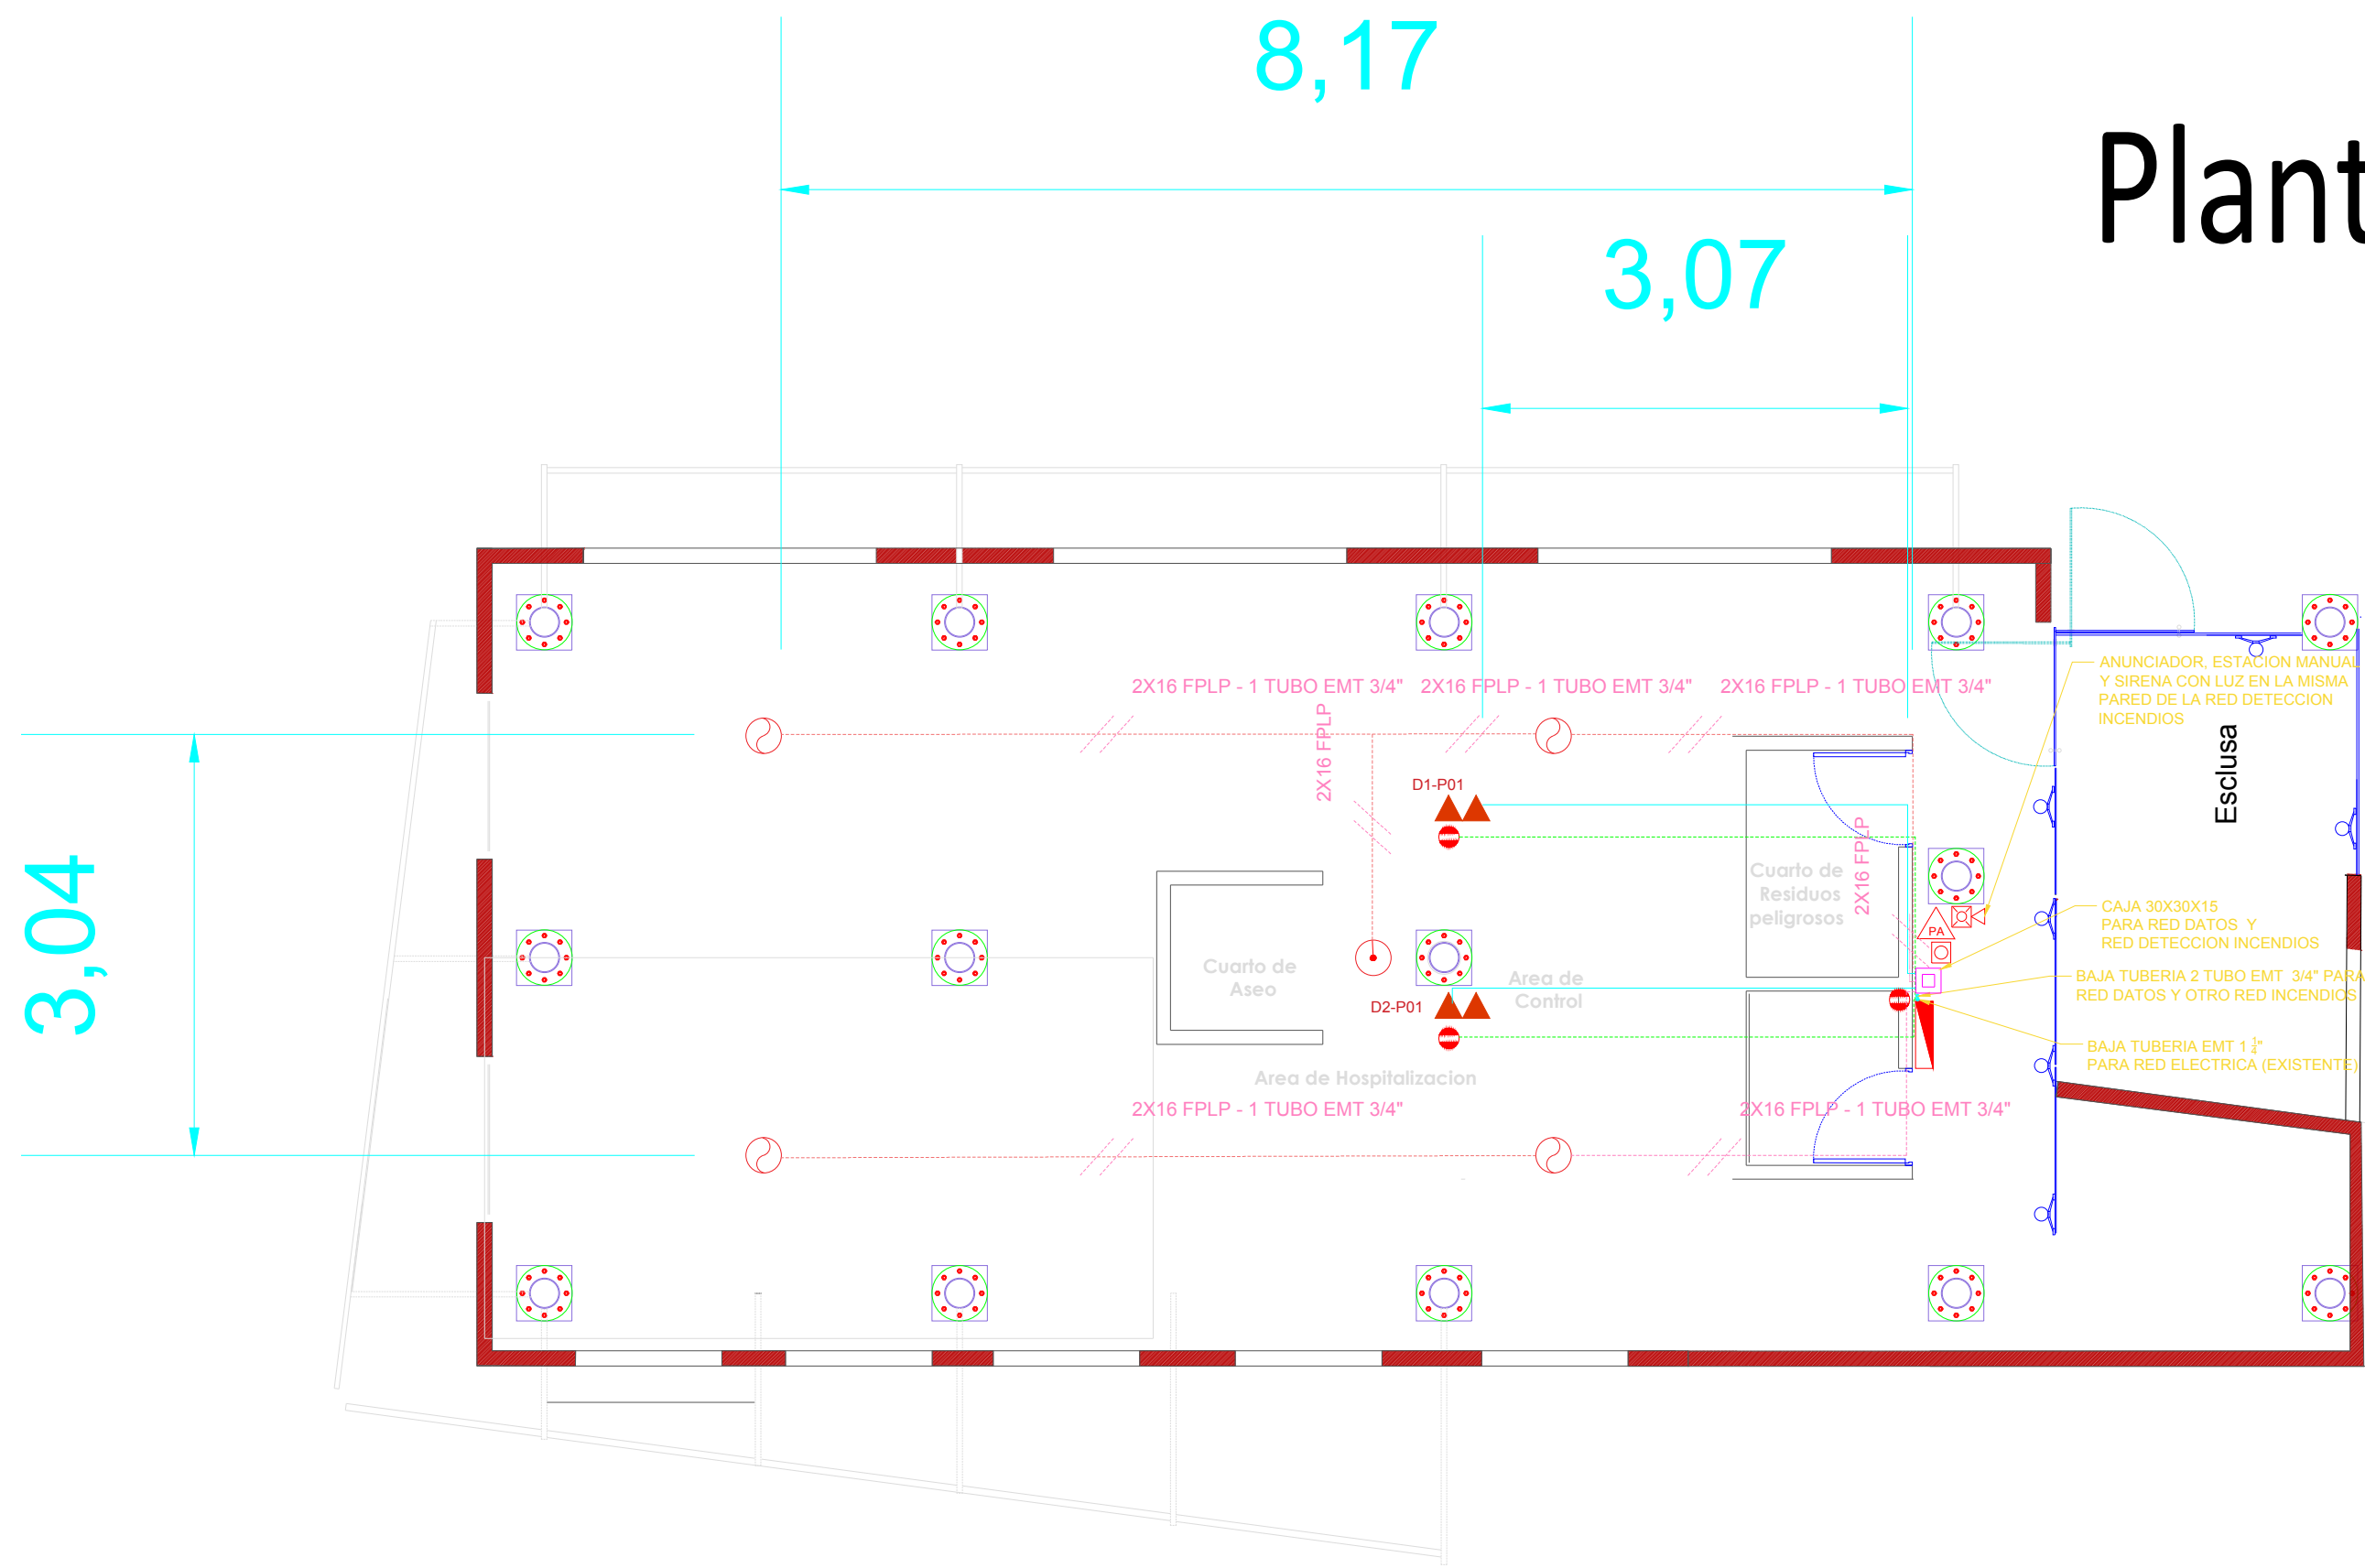 8,17
Plant
3,07
2X16 FPLP - 1 TUBO EMT 3/4"
2X16 FPLP - 1 TUBO EMT 3/4"
2X16 FPLP - 1 TUBO EMT 3/4"
ANUNCIADOR, ESTACION MANUAL
Y SIRENA CON LUZ EN LA MISMA
PARED DE LA RED DETECCION
INCENDIOS
2X16 FPLP
Esclusa
D1-P01
3,04
2X16 FPLP
Cuarto de
Residuos
peligrosos
CAJA 30X30X15
PARA RED DATOS Y
RED DETECCION INCENDIOS
PA
Cuarto de
Aseo
Area de
Control
BAJA TUBERIA 2 TUBO EMT 3/4" PARA
RED DATOS Y OTRO RED INCENDIOS
D2-P01
BAJA TUBERIA EMT 1 1/4"
PARA RED ELECTRICA (EXISTENTE)
Area de Hospitalizacion
2X16 FPLP - 1 TUBO EMT 3/4"
2X16 FPLP - 1 TUBO EMT 3/4"